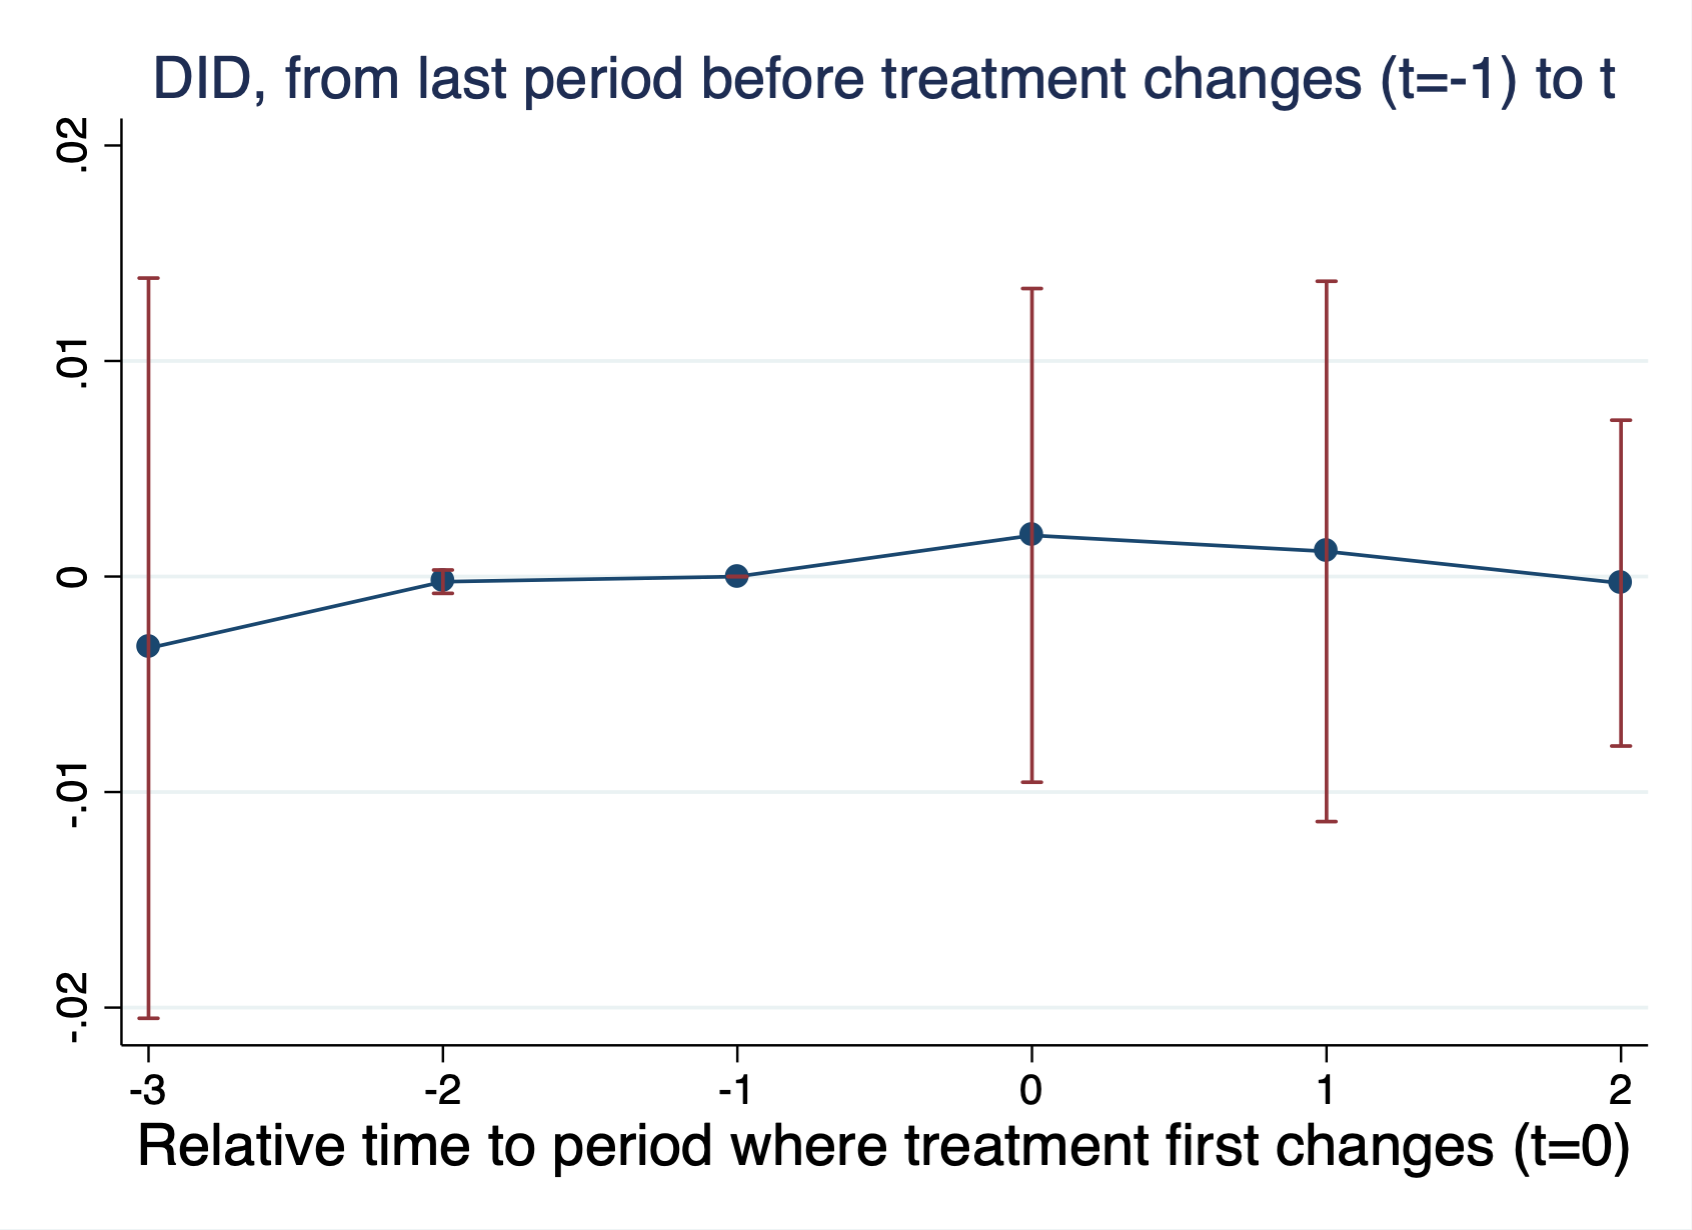 DID, from last period before treatment changes (t=-1) to t
.02
.01
0
-.01
-.02
-3 -2 -1 0 1 2
Relative time to period where treatment first changes (t=0)